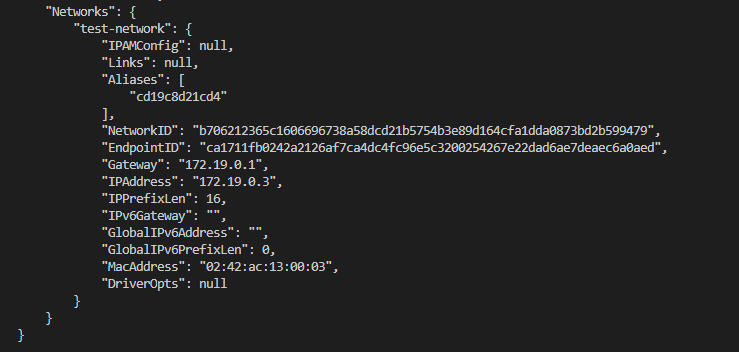 "Networks": {
"test-network": {
"IPAMConfig": null,
"Links": null,
"Aliases": [
"cd19c8d21cd4"
],
"NetworkID": "b706212365c1606696738a58dcd21b5754b3e89d164cfa1dda0873bd2b599479",
"EndpointID": "ca1711fb0242a2126af7ca4dc4fc96e5c3200254267e22dad6ae7deaec6a0aed",
"Gateway": "172.19.0.1",
"IPAddress": "172.19.0.3",
"IPPrefixLen": 16,
"IPv6Gateway": "",
"GlobalIPv6Address": "",
"GlobalIPv6PrefixLen": 0,
"MacAddress": "02:42:ac:13:00:03",
"DriverOpts": null
}
}
}